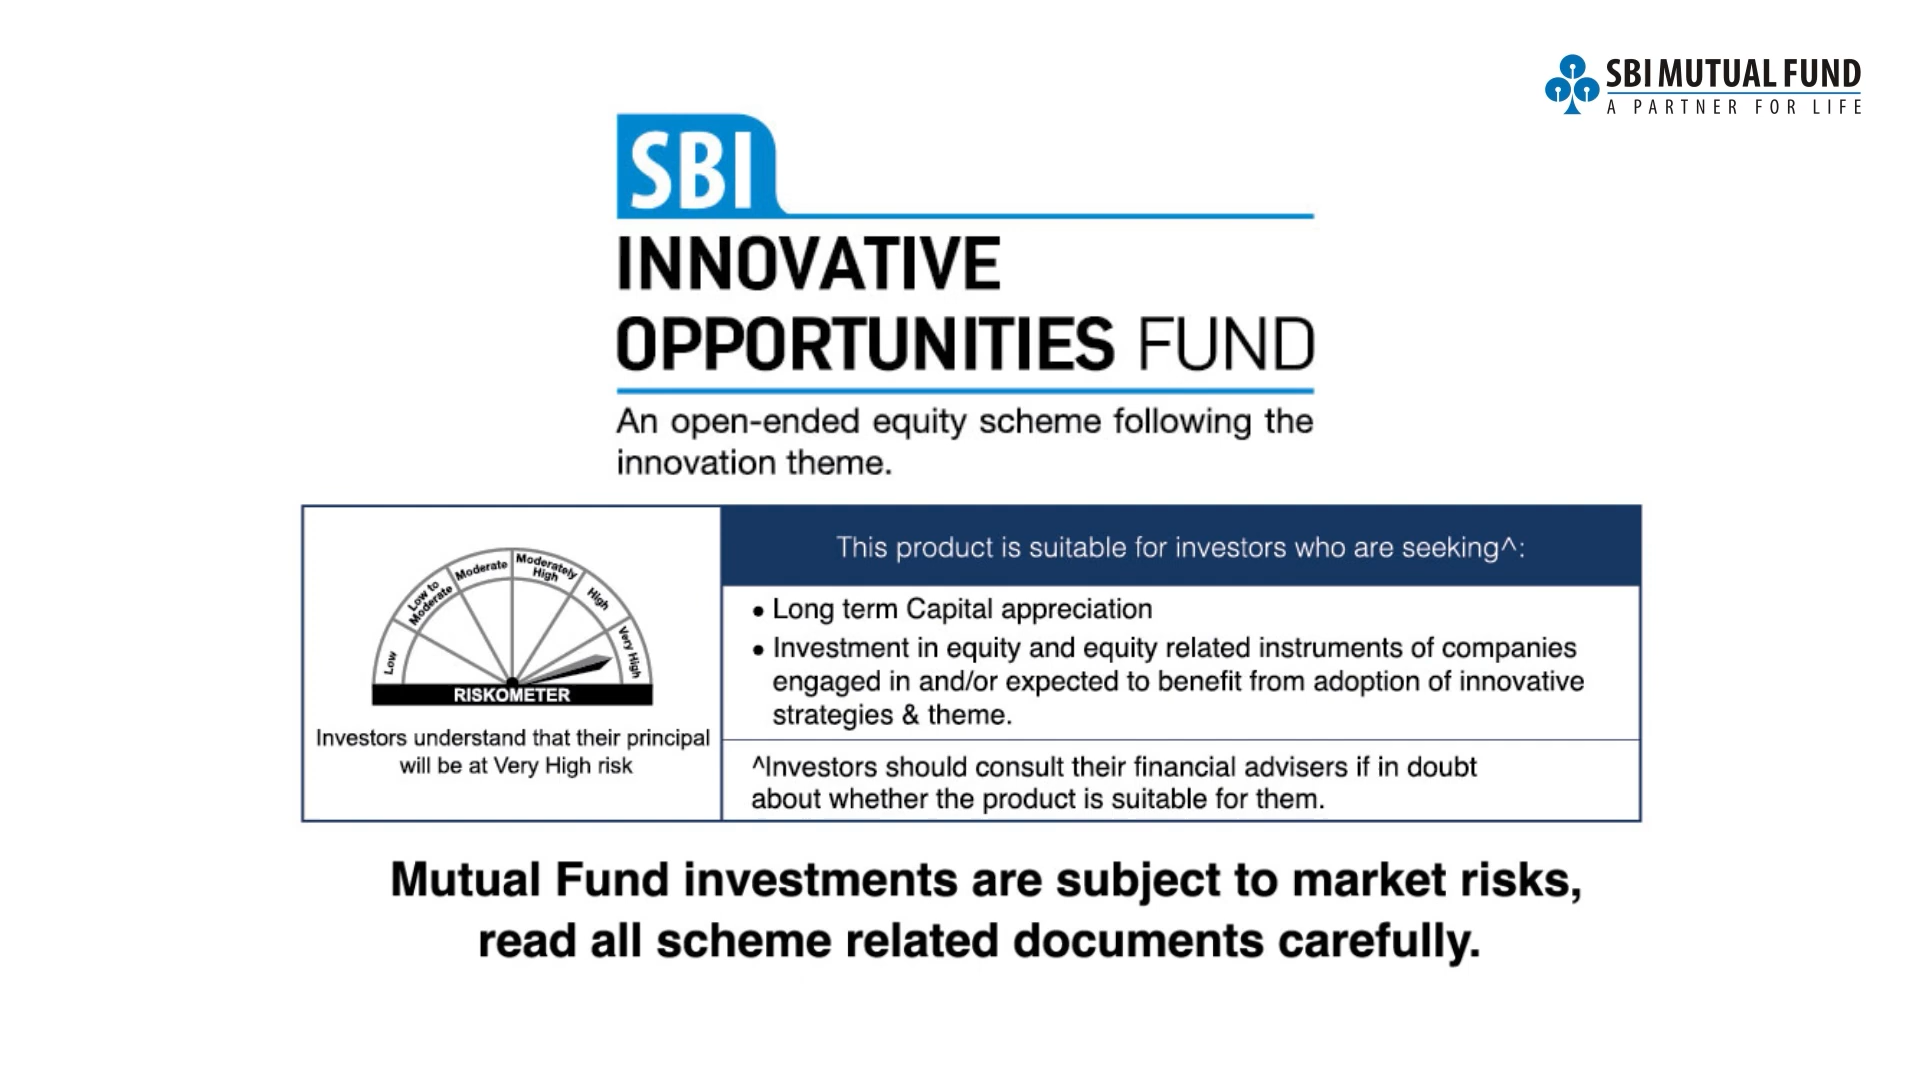 SBI MUTUAL FUND
A PARTNER FOR LIFE
SBI
INNOVATIVE
OPPORTUNITIES FUND
An open-ended equity scheme following the
innovation theme.
Low
Low to
Moderate
Moderate
Moderately
High
High
Very High
RISKOMETER
Investors understand that their principal
will be at Very High risk
This product is suitable for investors who are seeking^:
• Long term Capital appreciation
• Investment in equity and equity related instruments of companies
engaged in and/or expected to benefit from adoption of innovative
strategies & theme.
^Investors should consult their financial advisers if in doubt
about whether the product is suitable for them.
Mutual Fund investments are subject to market risks,
read all scheme related documents carefully.